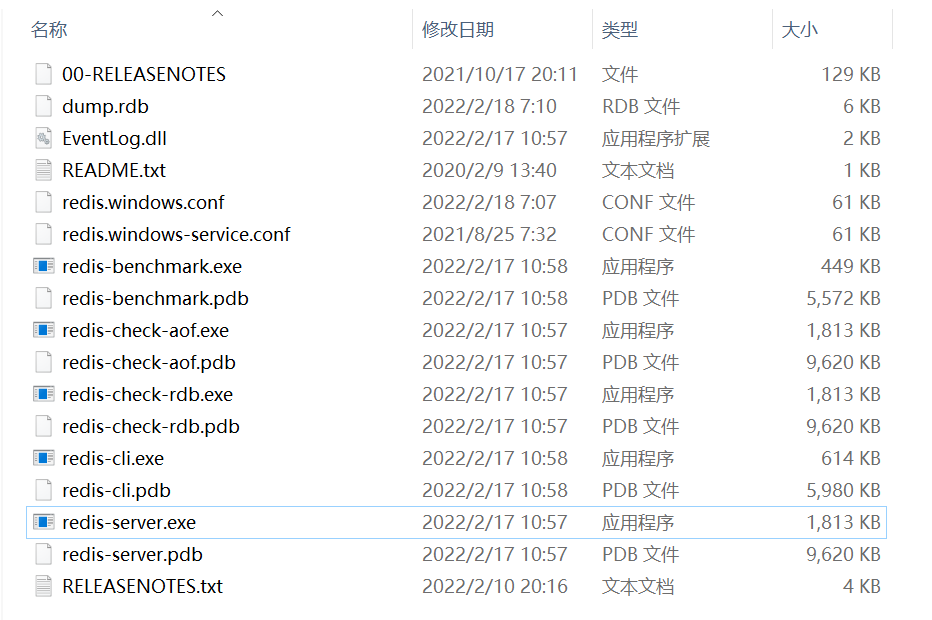 名称 修改日期 类型 大小
00-RELEASENOTES 2021/10/17 20:11 文件 129 KB
dump.rdb 2022/2/18 7:10 RDB 文件 6 KB
EventLog.dll 2022/2/17 10:57 应用程序扩展 2 KB
README.txt 2020/2/9 13:40 文本文档 1 KB
redis.windows.conf 2022/2/18 7:07 CONF 文件 61 KB
redis.windows-service.conf 2021/8/25 7:32 CONF 文件 61 KB
redis-benchmark.exe 2022/2/17 10:58 应用程序 449 KB
redis-benchmark.pdb 2022/2/17 10:58 PDB 文件 5,572 KB
redis-check-aof.exe 2022/2/17 10:57 应用程序 1,813 KB
redis-check-aof.pdb 2022/2/17 10:57 PDB 文件 9,620 KB
redis-check-rdb.exe 2022/2/17 10:57 应用程序 1,813 KB
redis-check-rdb.pdb 2022/2/17 10:57 PDB 文件 9,620 KB
redis-cli.exe 2022/2/17 10:58 应用程序 614 KB
redis-cli.pdb 2022/2/17 10:58 PDB 文件 5,980 KB
redis-server.exe 2022/2/17 10:57 应用程序 1,813 KB
redis-server.pdb 2022/2/17 10:57 PDB 文件 9,620 KB
RELEASENOTES.txt 2022/2/10 20:16 文本文档 4 KB